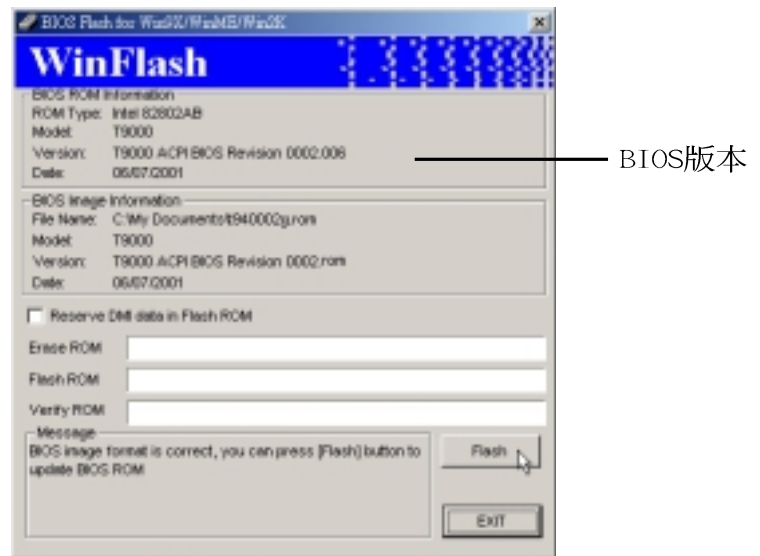 BIOS Flash for Win9X/WinME/Win2K
WinFlash
BIOS ROM Information
ROM Type: Intel 82802AB
Model: T9000
Version: T9000 ACPI BIOS Revision 0002.006
Date: 06/07/2001
BIOS版本
BIOS Image Information
File Name: C:\My Documents\t940002jj.rom
Model: T9000
Version: T9000 ACPI BIOS Revision 0002.rom
Date: 06/07/2001
Reserve DMI data in Flash ROM
Erase ROM
Flash ROM
Verify ROM
Message
BIOS image format is correct, you can press [Flash] button to
update BIOS ROM
Flash
EXIT